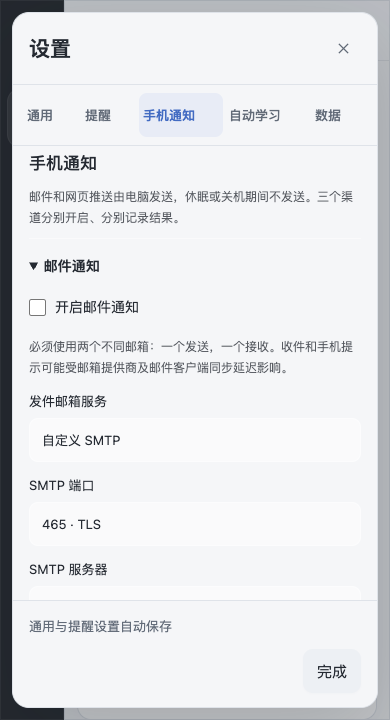 设置
通用 提醒 手机通知 自动学习 数据
手机通知
邮件和网页推送由电脑发送，休眠或关机期间不发送。三个渠
道分别开启、分别记录结果。
邮件通知
开启邮件通知
必须使用两个不同邮箱：一个发送，一个接收。收件和手机提
示可能受邮箱提供商及邮件客户端同步延迟影响。
发件邮箱服务
自定义 SMTP
SMTP 端口
465 · TLS
SMTP 服务器
通用与提醒设置自动保存
完成